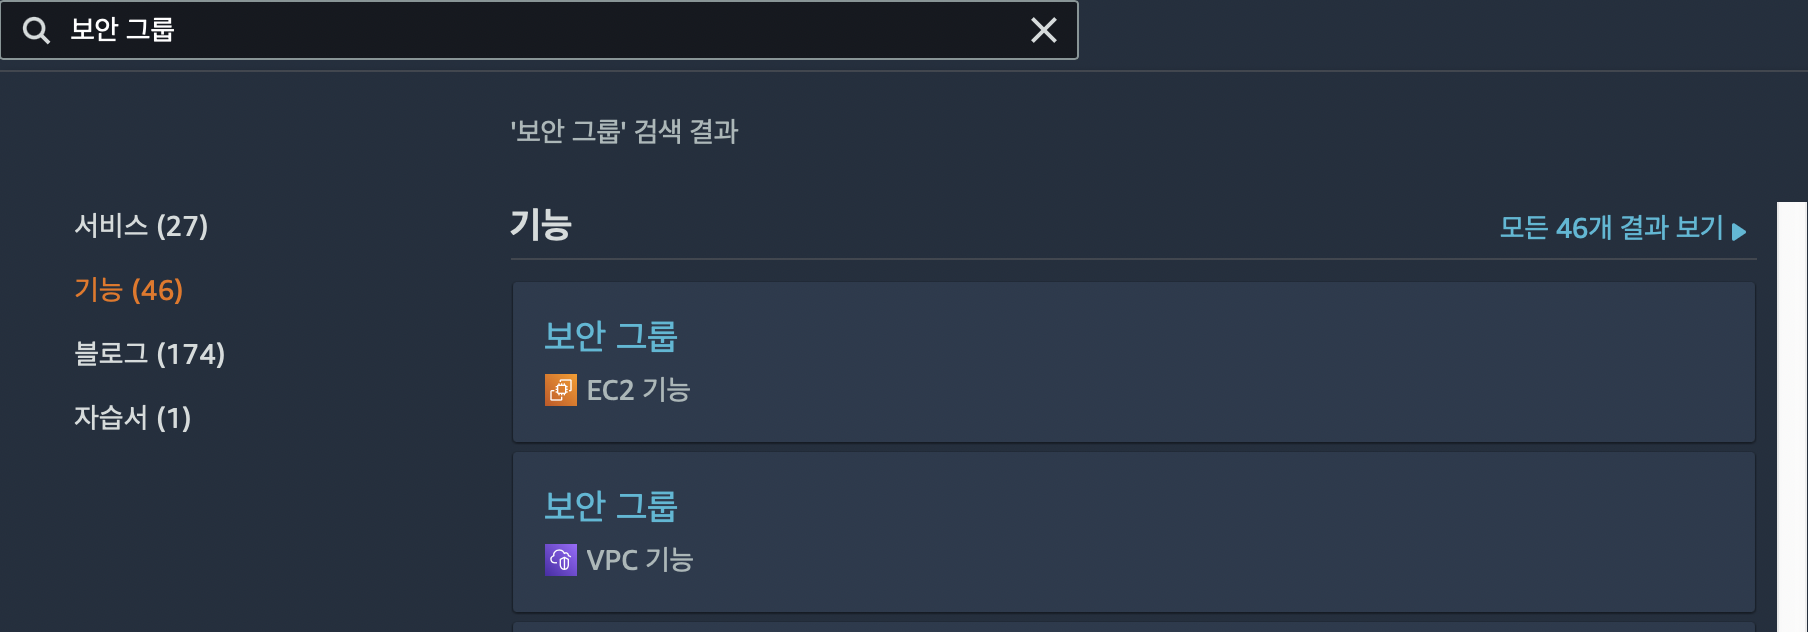 보안 그룹
'보안 그룹' 검색 결과
서비스 (27)
기능 (46)
블로그 (174)
자습서 (1)
기능
모든 46개 결과 보기
보안 그룹
EC2 기능
보안 그룹
VPC 기능